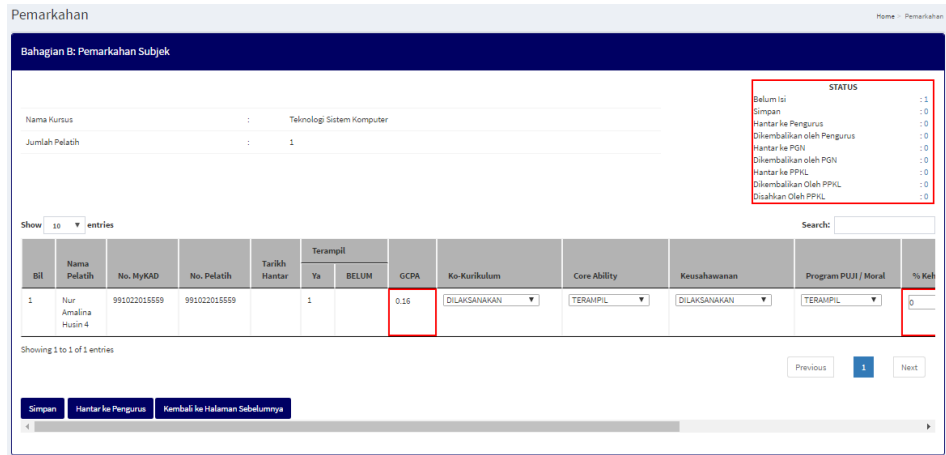 Pemarkahan
Home > Pemarkahan
Bahagian B: Pemarkahan Subjek
STATUS
Belum Isi : 1
Simpan : 0
Hantar ke Pengurus : 0
Dikembalikan oleh Pengurus : 0
Hantar ke PGN : 0
Dikembalikan oleh PGN : 0
Hantar ke PPKL : 0
Dikembalikan Oleh PPKL : 0
Disahkan Oleh PPKL : 0
Nama Kursus : Teknologi Sistem Komputer
Jumlah Pelatih : 1
Show 10 entries
Search:
Bil Nama Pelatih No. MyKAD No. Pelatih Tarikh Hantar Terampil Ya BELUM GCPA Ko-Kurikulum Core Ability Keusahawanan Program PUJI / Moral % Keh
1 Nur Amalina Husin 4 991022015559 991022015559 1 0.16 DILAKSANAKAN TERAMPIL DILAKSANAKAN TERAMPIL 0
Showing 1 to 1 of 1 entries
Previous 1 Next
Simpan Hantar ke Pengurus Kembali ke Halaman Sebelumnya